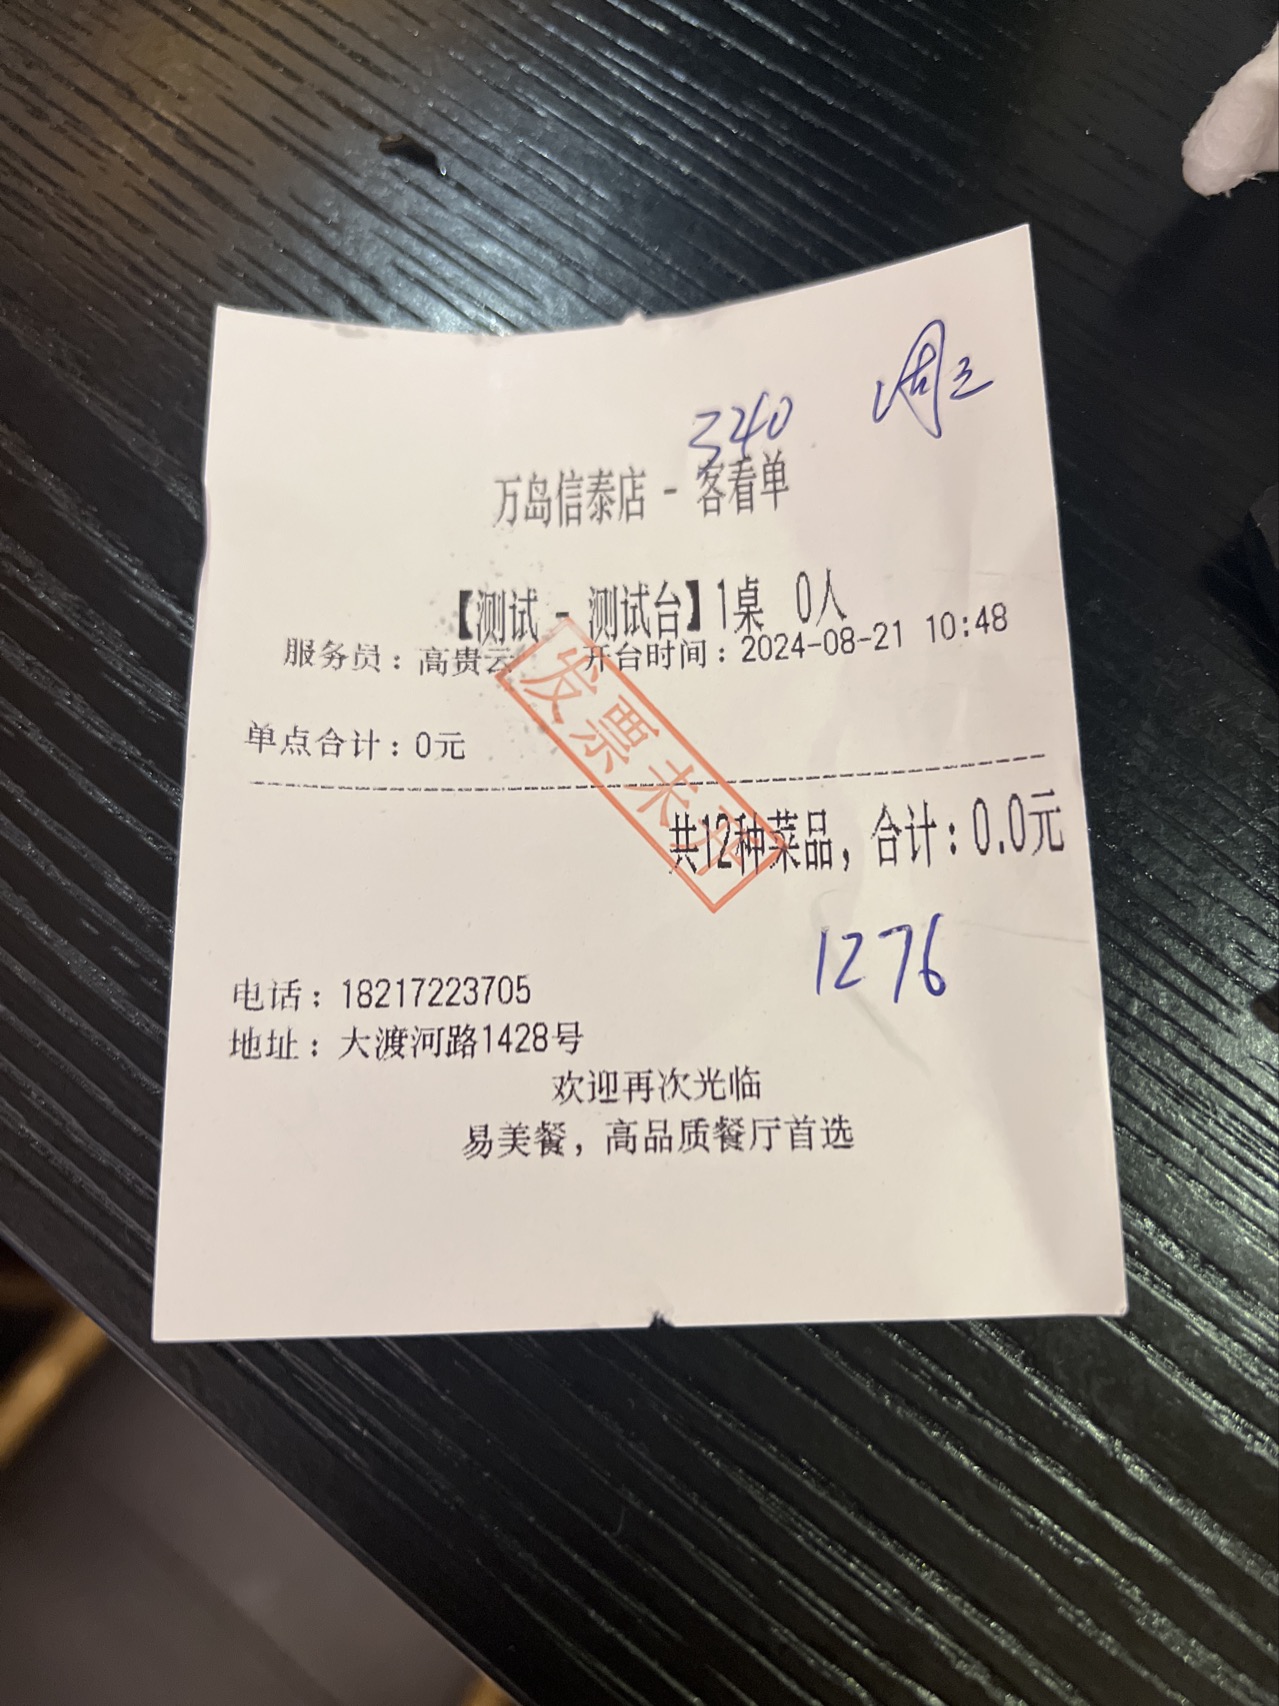 340 周三
万岛信泰店 - 客看单
【测试 - 测试台】1桌 0人
服务员：高贵云 开台时间：2024-08-21 10:48
发票未开
单点合计：0元
共12种菜品，合计：0.0元
1276
电话：18217223705
地址：大渡河路1428号
欢迎再次光临
易美餐，高品质餐厅首选